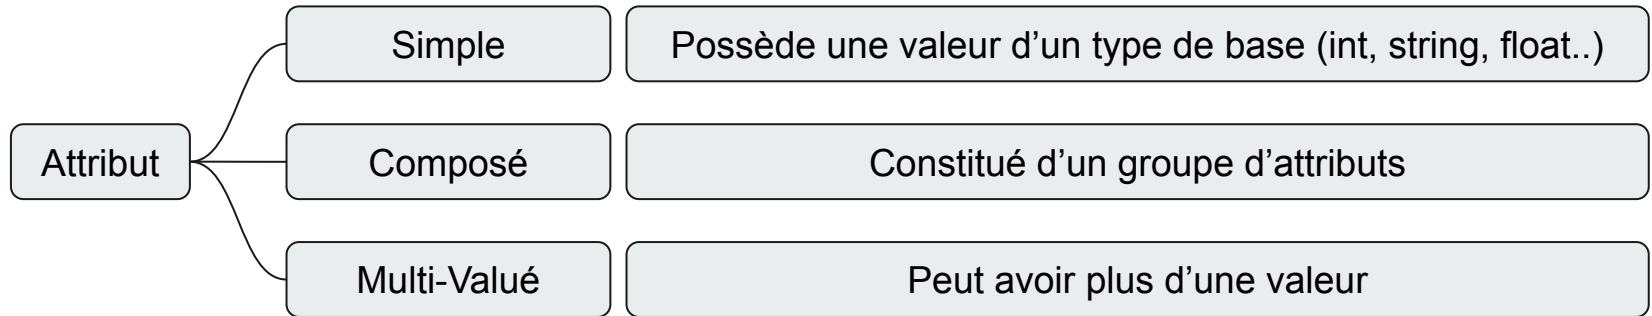 Simple
Possède une valeur d’un type de base (int, string, float..)
Attribut
Composé
Constitué d’un groupe d’attributs
Multi-Valué
Peut avoir plus d’une valeur